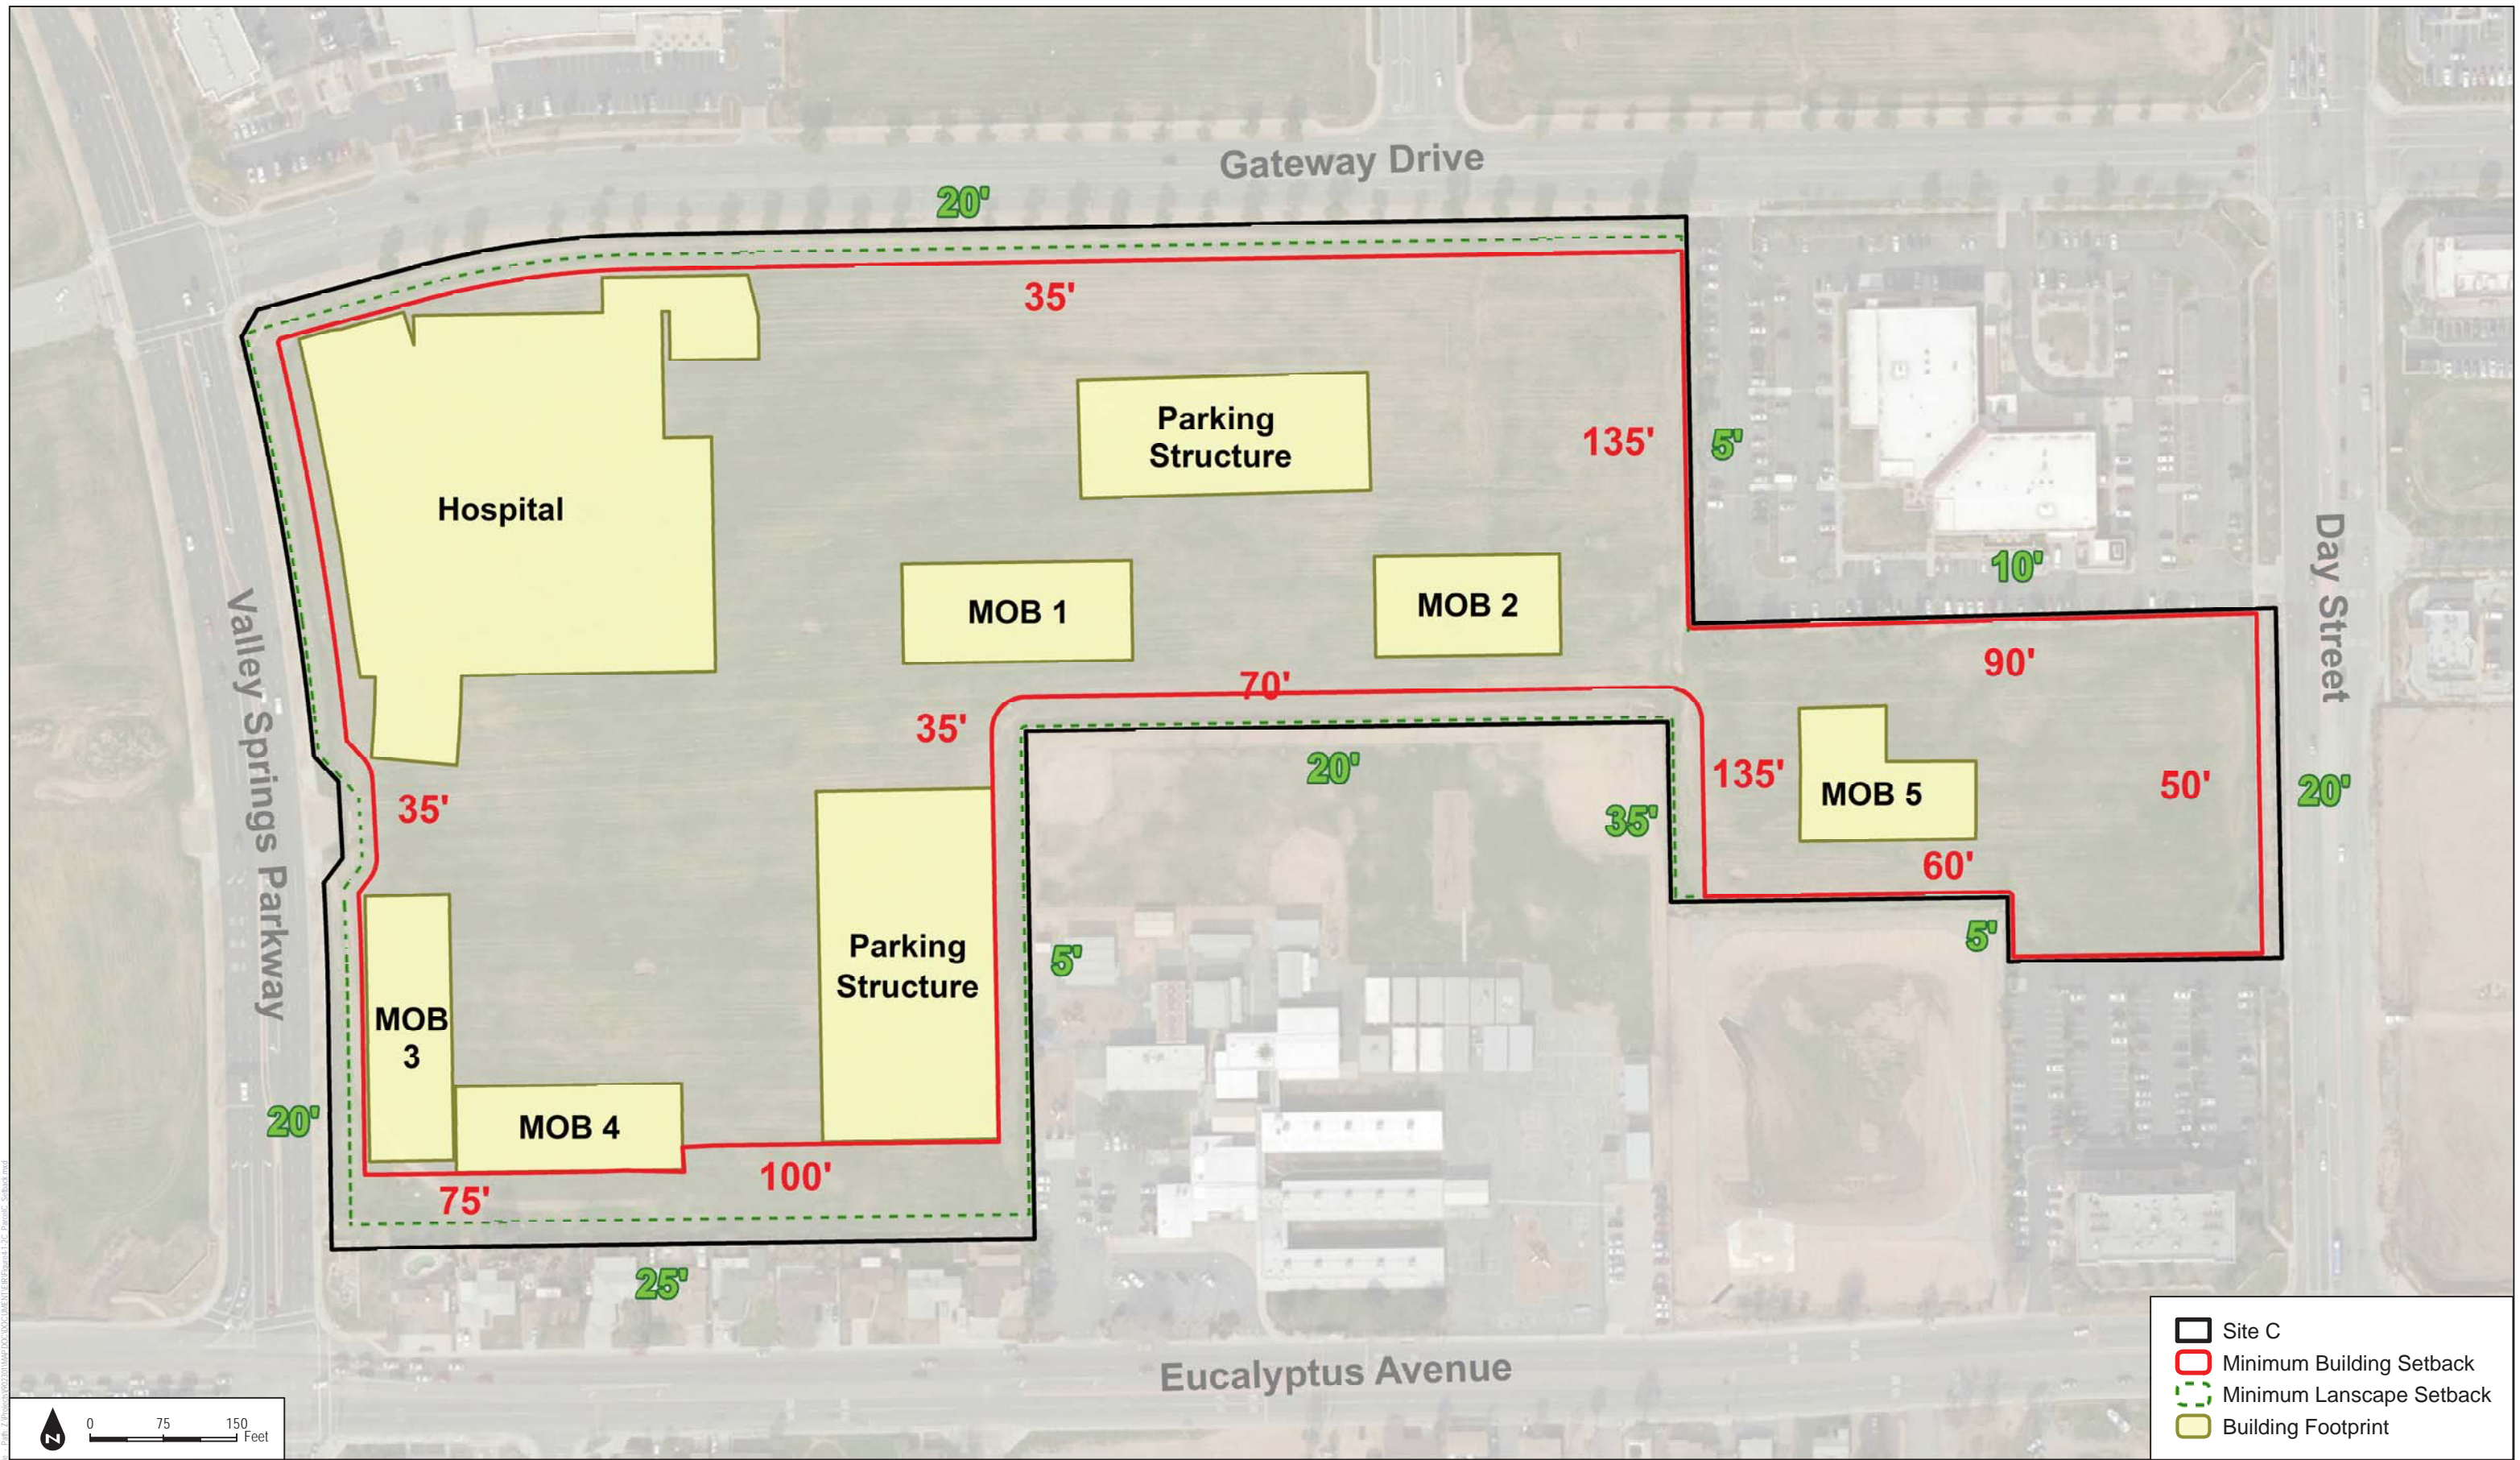 Gateway Drive
20'
35'
135'
5'
Parking
Structure
Hospital
10'
Day Street
MOB 1
MOB 2
90'
Valley Springs Parkway
70'
35'
20'
135'
MOB 5
50'
20'
35'
35'
60'
5'
Parking
Structure
5'
MOB
3
MOB 4
20'
100'
75'
25'
Eucalyptus Avenue
Site C
Minimum Building Setback
Minimum Lanscape Setback
Building Footprint
N
0 75 150
Feet